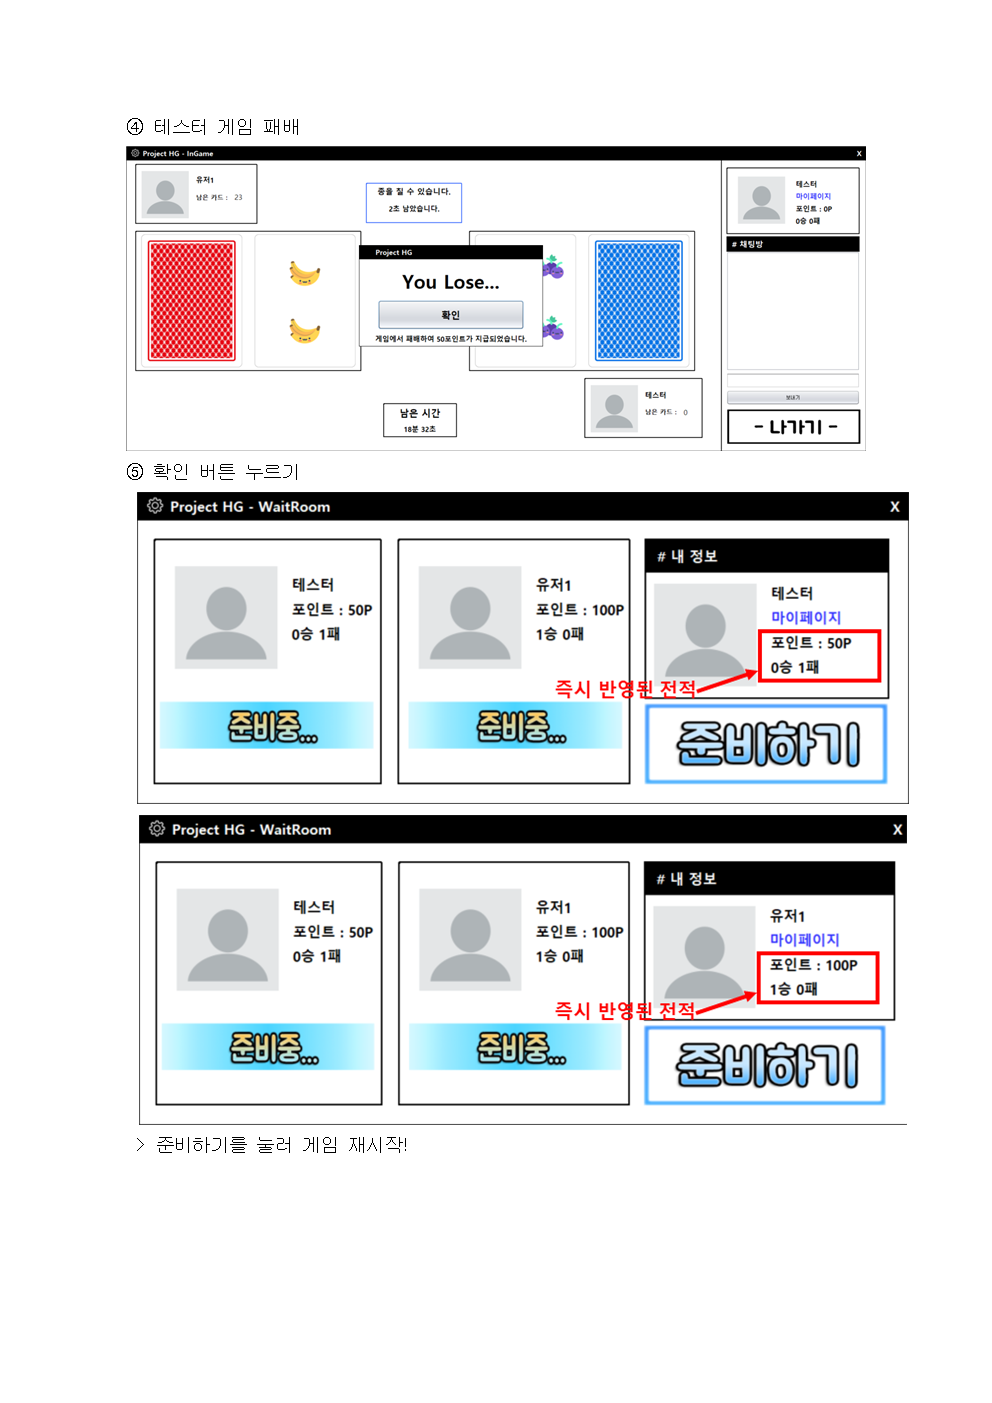 ④ 테스터 게임 패배
Project HG - InGame
X
유저1
남은 카드 : 23
종을 칠 수 있습니다.
2초 남았습니다.
테스터
마이페이지
포인트 : 0P
0승 0패
# 채팅방
Project HG
You Lose...
확인
게임에서 패배하여 50포인트가 지급되었습니다.
남은 시간
18분 32초
테스터
남은 카드 : 0
보내기
- 나가기 -
⑤ 확인 버튼 누르기
Project HG - WaitRoom
X
테스터
포인트 : 50P
0승 1패
준비중...
유저1
포인트 : 100P
1승 0패
준비중...
# 내 정보
테스터
마이페이지
포인트 : 50P
0승 1패
즉시 반영된 전적
준비하기
Project HG - WaitRoom
X
테스터
포인트 : 50P
0승 1패
준비중...
유저1
포인트 : 100P
1승 0패
준비중...
# 내 정보
유저1
마이페이지
포인트 : 100P
1승 0패
즉시 반영된 전적
준비하기
> 준비하기를 눌러 게임 재시작!